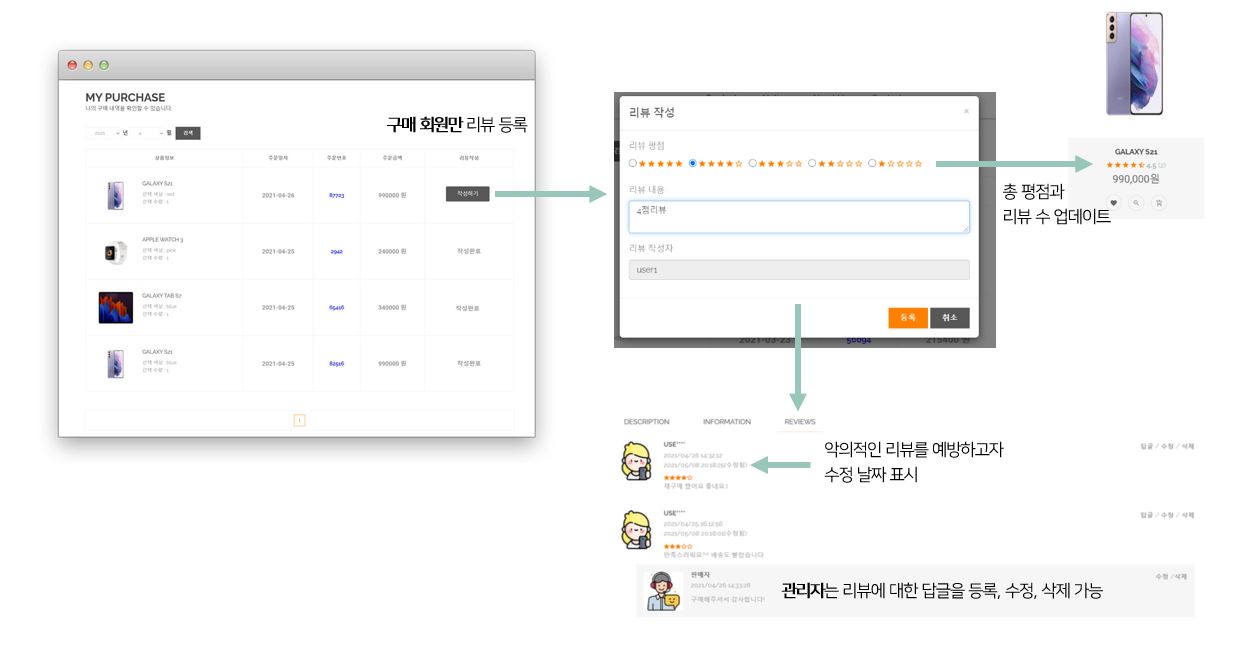 MY PURCHASE
나의 구매 내역을 확인할 수 있습니다.
2021 년 4 월 검색
구매 회원만 리뷰 등록
상품정보 주문일자 주문번호 주문금액 리뷰작성
GALAXY S21
선택 색상 : red
선택 수량 : 1
2021-04-26 87723 990000 원 작성하기
APPLE WATCH 3
선택 색상 : pink
선택 수량 : 1
2021-04-25 2942 240000 원 작성완료
GALAXY TAB S7
선택 색상 : blue
선택 수량 : 1
2021-04-25 65416 340000 원 작성완료
GALAXY S21
선택 색상 : blue
선택 수량 : 1
2021-04-25 82516 990000 원 작성완료
1
리뷰 작성 ×
리뷰 평점
★★★★★ ★★★★☆ ★★★☆☆ ★★☆☆☆ ★☆☆☆☆
리뷰 내용
4점리뷰
리뷰 작성자
user1
등록 취소
2021-03-23 50094 215400 원
GALAXY S21
4.5 (2)
990,000원
총 평점과
리뷰 수 업데이트
DESCRIPTION INFORMATION REVIEWS
USE****
2021/04/26 14:32:12
2021/05/08 20:18:25(수정됨)
★★★★☆
재구매 했어요 좋네요!
답글 / 수정 / 삭제
악의적인 리뷰를 예방하고자
수정 날짜 표시
USE****
2021/04/25 16:12:56
2021/05/08 20:18:01(수정됨)
★★★☆☆
만족스러워요^^ 배송도 빨랐습니다
답글 / 수정 / 삭제
판매자
2021/04/26 14:33:28
구매해주셔서 감사합니다!
수정 / 삭제
관리자는 리뷰에 대한 답글을 등록, 수정, 삭제 가능